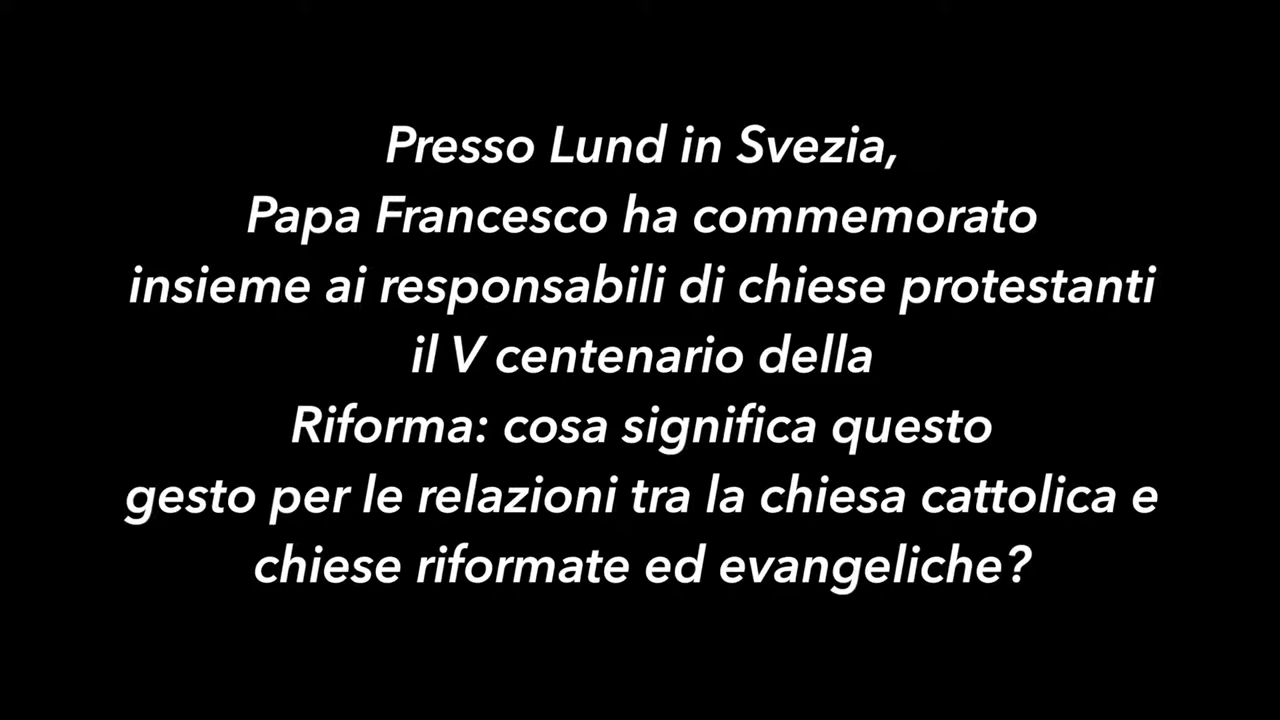 Presso Lund in Svezia,
Papa Francesco ha commemorato
insieme ai responsabili di chiese protestanti
il V centenario della
Riforma: cosa significa questo
gesto per le relazioni tra la chiesa cattolica e
chiese riformate ed evangeliche?